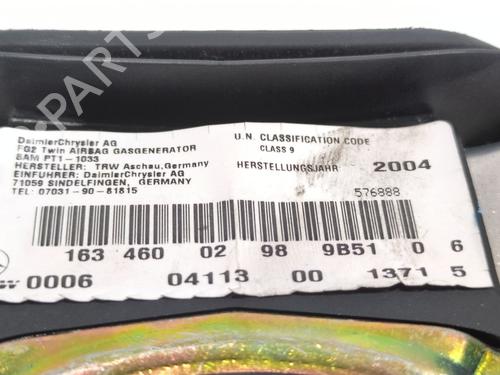 DaimlerChrysler AG
FG2 Twin AIRBAG GASGENERATOR
BAM PT1-1033
HERSTELLER: TRW Aschau,Germany
EINFUHRER: DaimlerChrysler AG
71059 SINDELFINGEN, GERMANY
TEL: 07031-90-81815
U.N. CLASSIFICATION CODE
CLASS 9
HERSTELLUNGSJAHR 2004
576888
163 460 02 98 9B51 0 6
0006 04113 00 1371 5